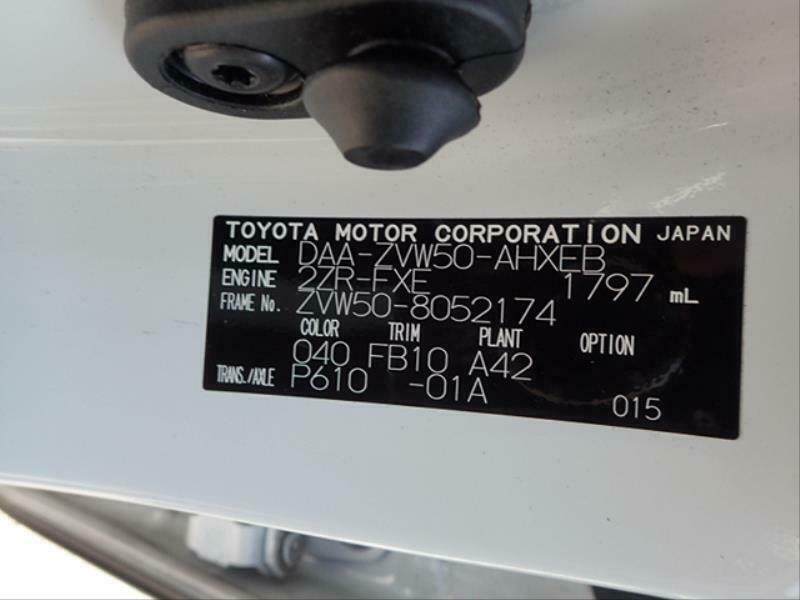 TOYOTA MOTOR CORPORATION JAPAN
MODEL DAA-ZVW50-AHXEB
ENGINE 2ZR-FXE 1797 mL
FRAME No. ZVW50-8052174
COLOR TRIM PLANT OPTION
040 FB10 A42
TRANS./AXLE P610 -01A 015